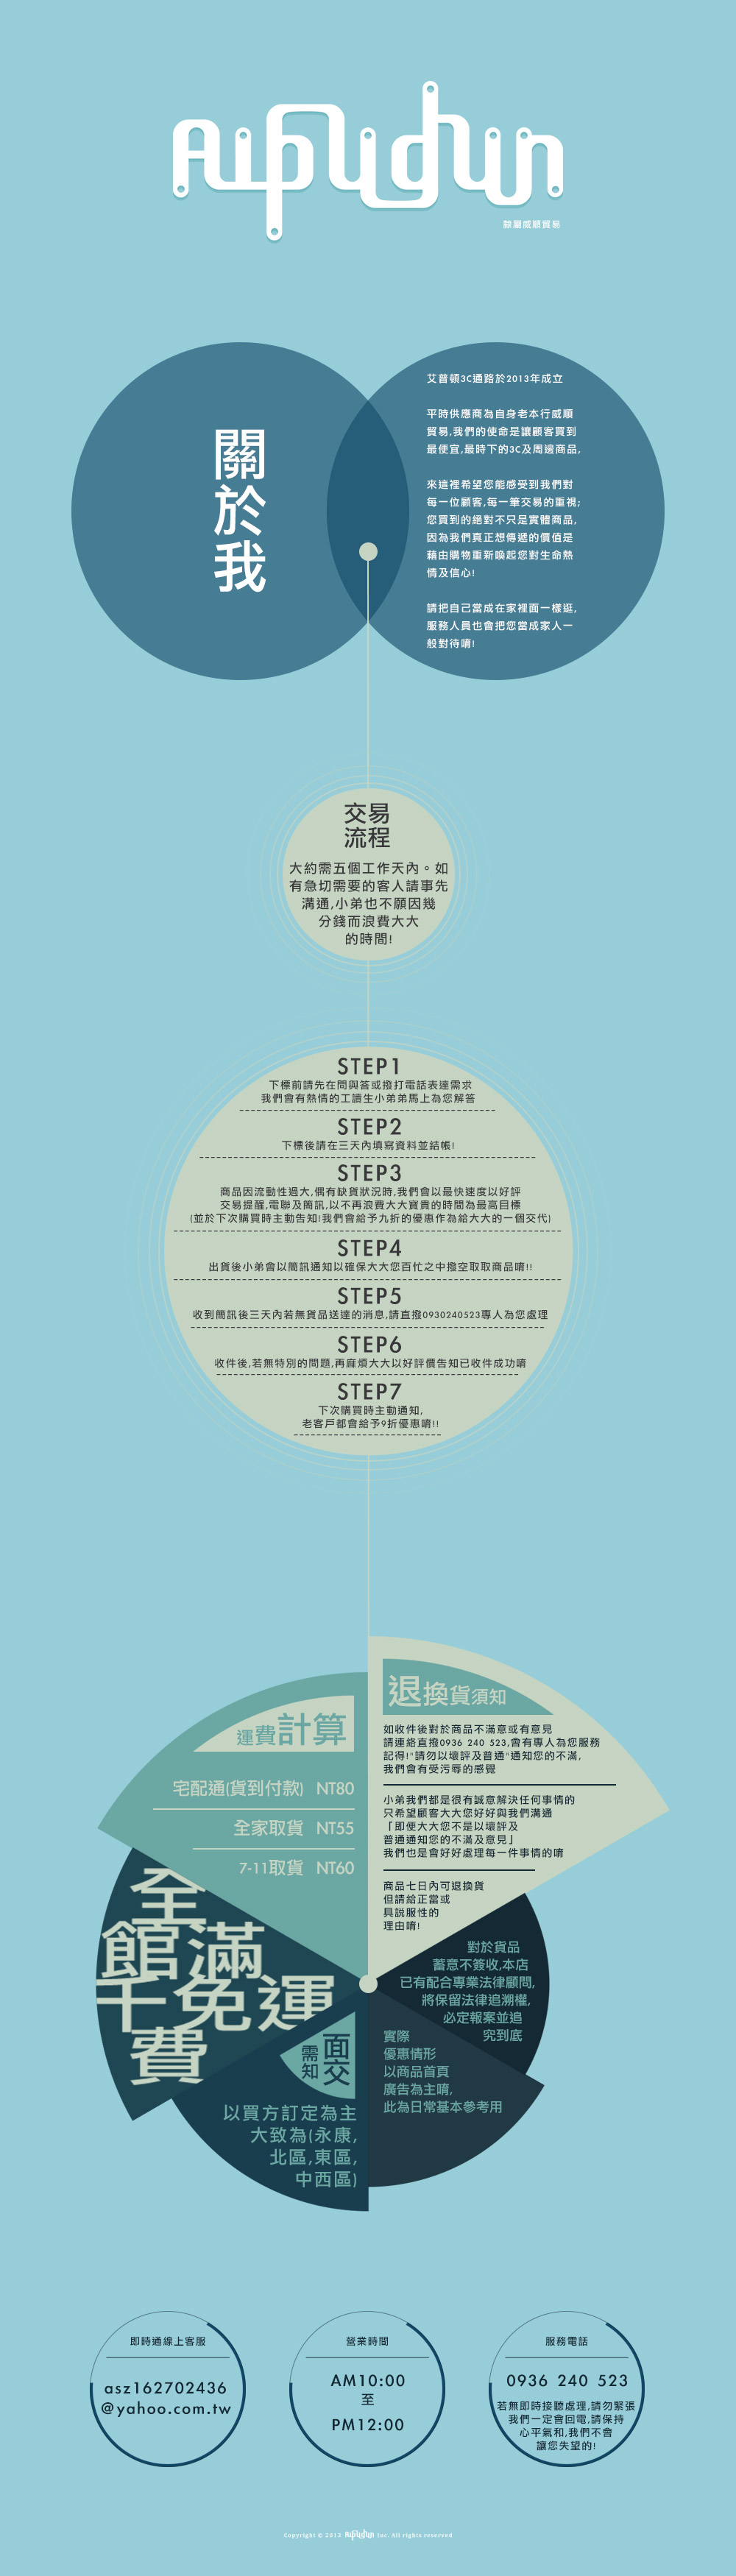 Aipudun
隸屬威順貿易
關於我
艾普頓3C通路於2013年成立
平時供應商為自身老本行威順
貿易,我們的使命是讓顧客買到
最便宜,最時下的3C及周邊商品,
來這裡希望您能感受到我們對
每一位顧客,每一筆交易的重視;
您買到的絕對不只是實體商品,
因為我們真正想傳遞的價值是
藉由購物重新喚起您對生命熱
情及信心!
請把自己當成在家裡面一樣逛,
服務人員也會把您當成家人一
般對待唷!
交易
流程
大約需五個工作天內。如
有急切需要的客人請事先
溝通,小弟也不願因幾
分錢而浪費大大
的時間!
STEP1
下標前請先在問與答或撥打電話表達需求
我們會有熱情的工讀生小弟弟馬上為您解答
STEP2
下標後請在三天內填寫資料並結帳!
STEP3
商品因流動性過大,偶有缺貨狀況時,我們會以最快速度以好評
交易提醒,電聯及簡訊,以不再浪費大大寶貴的時間為最高目標
(並於下次購買時主動告知!我們會給予九折的優惠作為給大大的一個交代)
STEP4
出貨後小弟會以簡訊通知以確保大大您百忙之中撥空取取商品唷!!
STEP5
收到簡訊後三天內若無貨品送達的消息,請直撥0930240523專人為您處理
STEP6
收件後,若無特別的問題,再麻煩大大以好評價告知已收件成功唷
STEP7
下次購買時主動通知,
老客戶都會給予9折優惠唷!!
退換貨須知
如收件後對於商品不滿意或有意見
請連絡直撥0936 240 523,會有專人為您服務
記得!"請勿以壞評及普通"通知您的不滿,
我們會有受污辱的感覺
小弟我們都是很有誠意解決任何事情的
只希望顧客大大您好好與我們溝通
「即便大大您不是以壞評及
普通通知您的不滿及意見」
我們也是會好好處理每一件事情的唷
商品七日內可退換貨
但請給正當或
具說服性的
理由唷!
運費計算
宅配通(貨到付款) NT80
全家取貨 NT55
7-11取貨 NT60
全
館滿
千免運
費
對於貨品
蓄意不簽收,本店
已有配合專業法律顧問,
將保留法律追溯權,
必定報案並追
究到底
實際
優惠情形
以商品首頁
廣告為主唷,
此為日常基本參考用
面交
需知
以買方訂定為主
大致為(永康,
北區,東區,
中西區)
即時通線上客服
asz162702436
@yahoo.com.tw
營業時間
AM10:00
至
PM12:00
服務電話
0936 240 523
若無即時接聽處理,請勿緊張
我們一定會回電,請保持
心平氣和,我們不會
讓您失望的!
Copyright © 2013 Aipudun Inc. All rights reserved